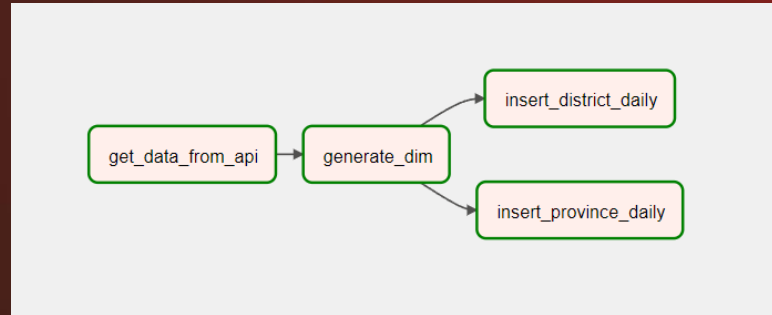 get_data_from_api
generate_dim
insert_district_daily
insert_province_daily